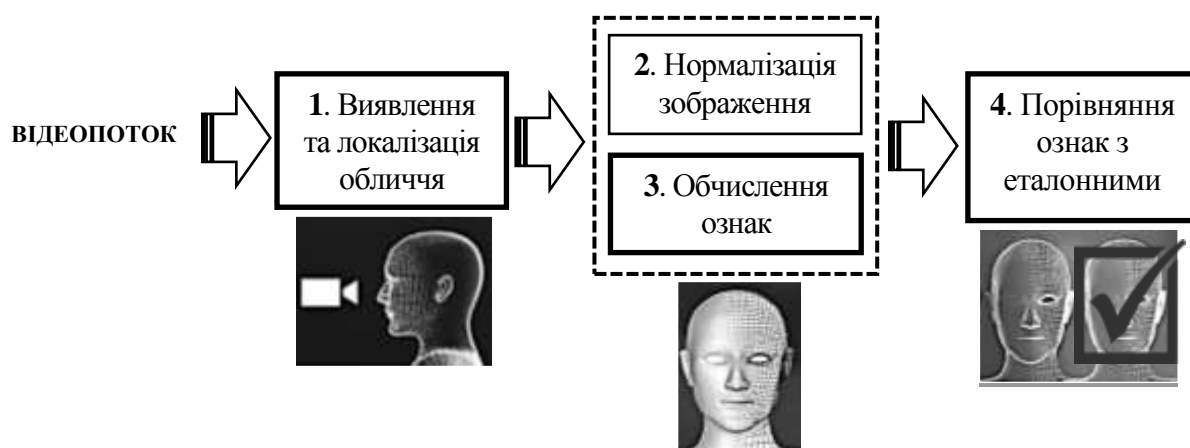 ВІДЕОПОТОК
1. Виявлення
та локалізація
обличчя
2. Нормалізація
зображення
3. Обчислення
ознак
4. Порівняння
ознак з
еталонними